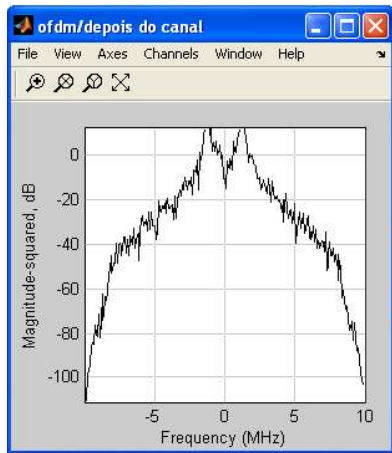 ofdm/depois do canal
File View Axes Channels Window Help
Magnitude-squared, dB
0
-20
-40
-60
-80
-100
-5 0 5 10
Frequency (MHz)